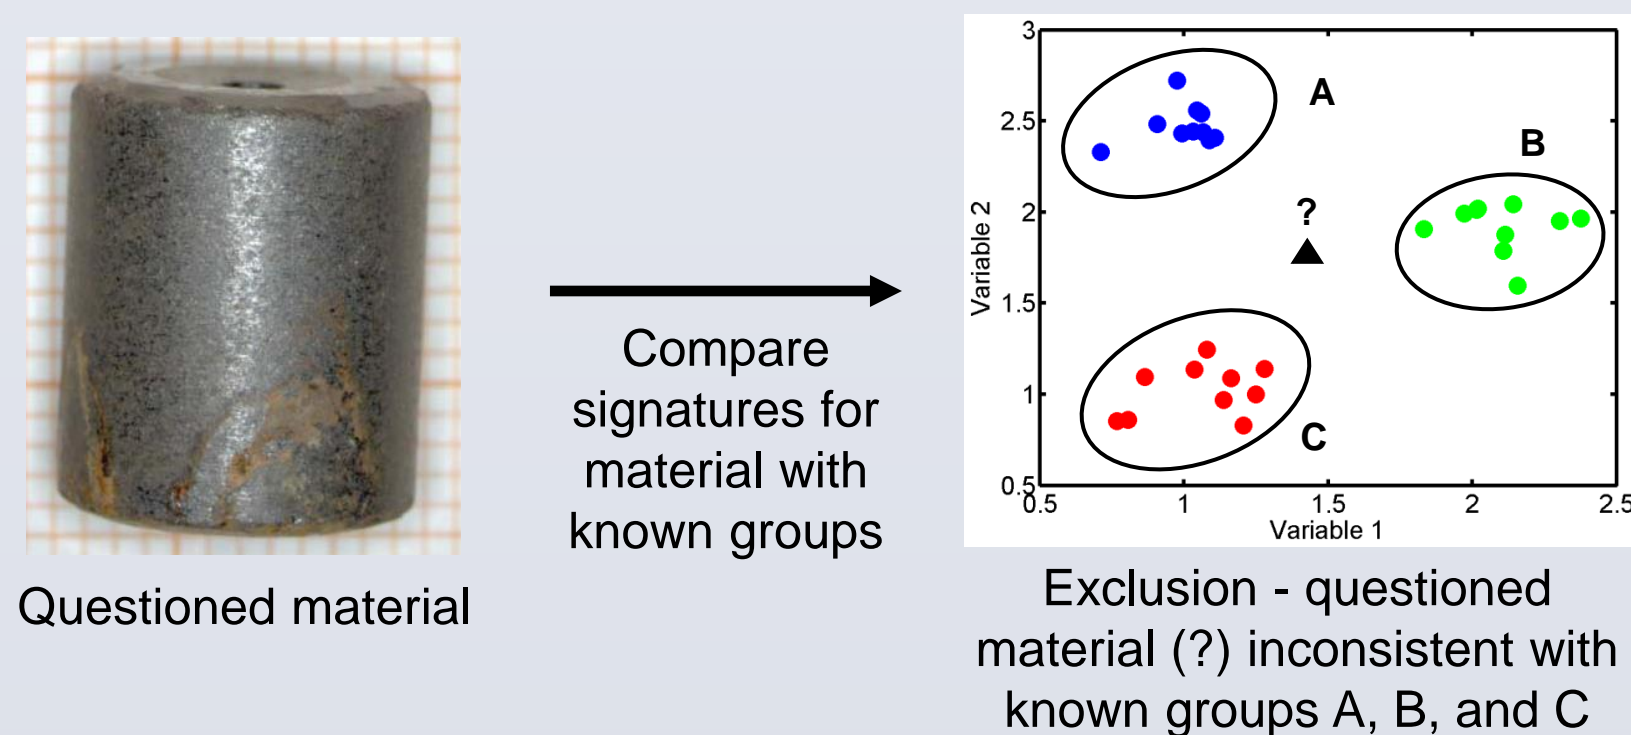 Questioned material
Compare
signatures for
material with
known groups
3
2.5
2
1.5
1
0.5
0.5
1
1.5
2
2.5
Variable 2
Variable 1
A
B
?
C
Exclusion - questioned
material (?) inconsistent with
known groups A, B, and C